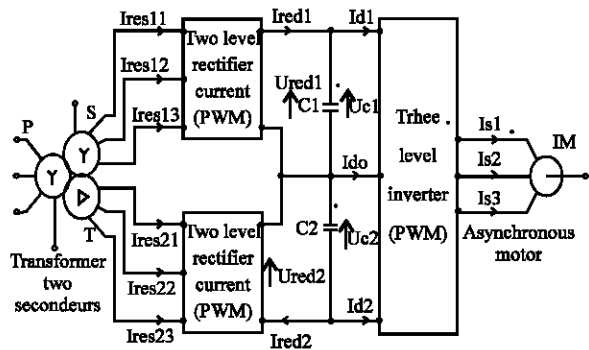 Ires11
Ired1
Id1
Two level
rectifier
current
(PWM)
Ires12
S
Ires13
Ured1
C1
Uc1
P
Y
Y
Trhee
level
inverter
(PWM)
Is1
IM
Ido
Is2
Is3
T
Ires21
Two level
rectifier
current
(PWM)
C2
Uc2
Asynchronous
motor
Transformer
two
secondeurs
Ires22
Ured2
Id2
Ires23
Ired2